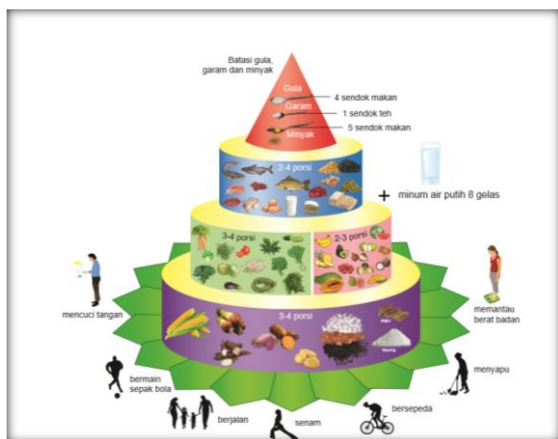 Batasi gula,
garam dan minyak
Gula
4 sendok makan
Garam
1 sendok teh
Minyak
5 sendok makan
2-4 porsi
+ minum air putih 8 gelas
3-4 porsi
2-3 porsi
mencuci tangan
memantau
berat badan
3-4 porsi
bermain
sepak bola
menyapu
berjalan
senam
bersepeda